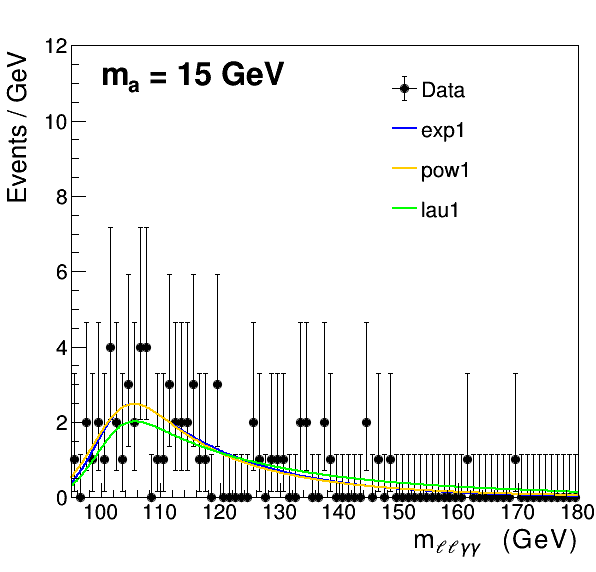 Events / GeV
12
10
8
6
4
2
0
mₐ = 15 GeV
Data
exp1
pow1
lau1
100 110 120 130 140 150 160 170 180
m_ℓℓγγ (GeV)